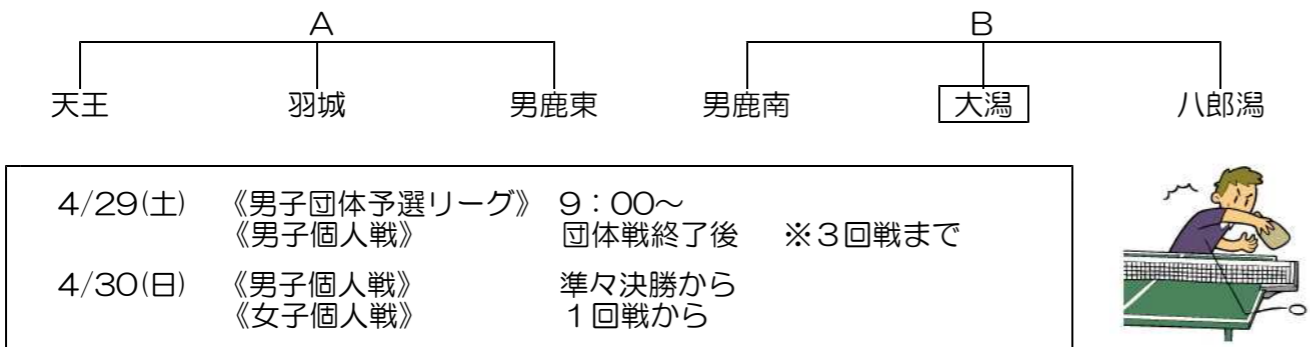 A B
天王 羽城 男鹿東 男鹿南 大潟 八郎潟
4/29(土) 《男子団体予選リーグ》 9:00~
《男子個人戦》 団体戦終了後 ※3回戦まで
4/30(日) 《男子個人戦》 準々決勝から
《女子個人戦》 1回戦から